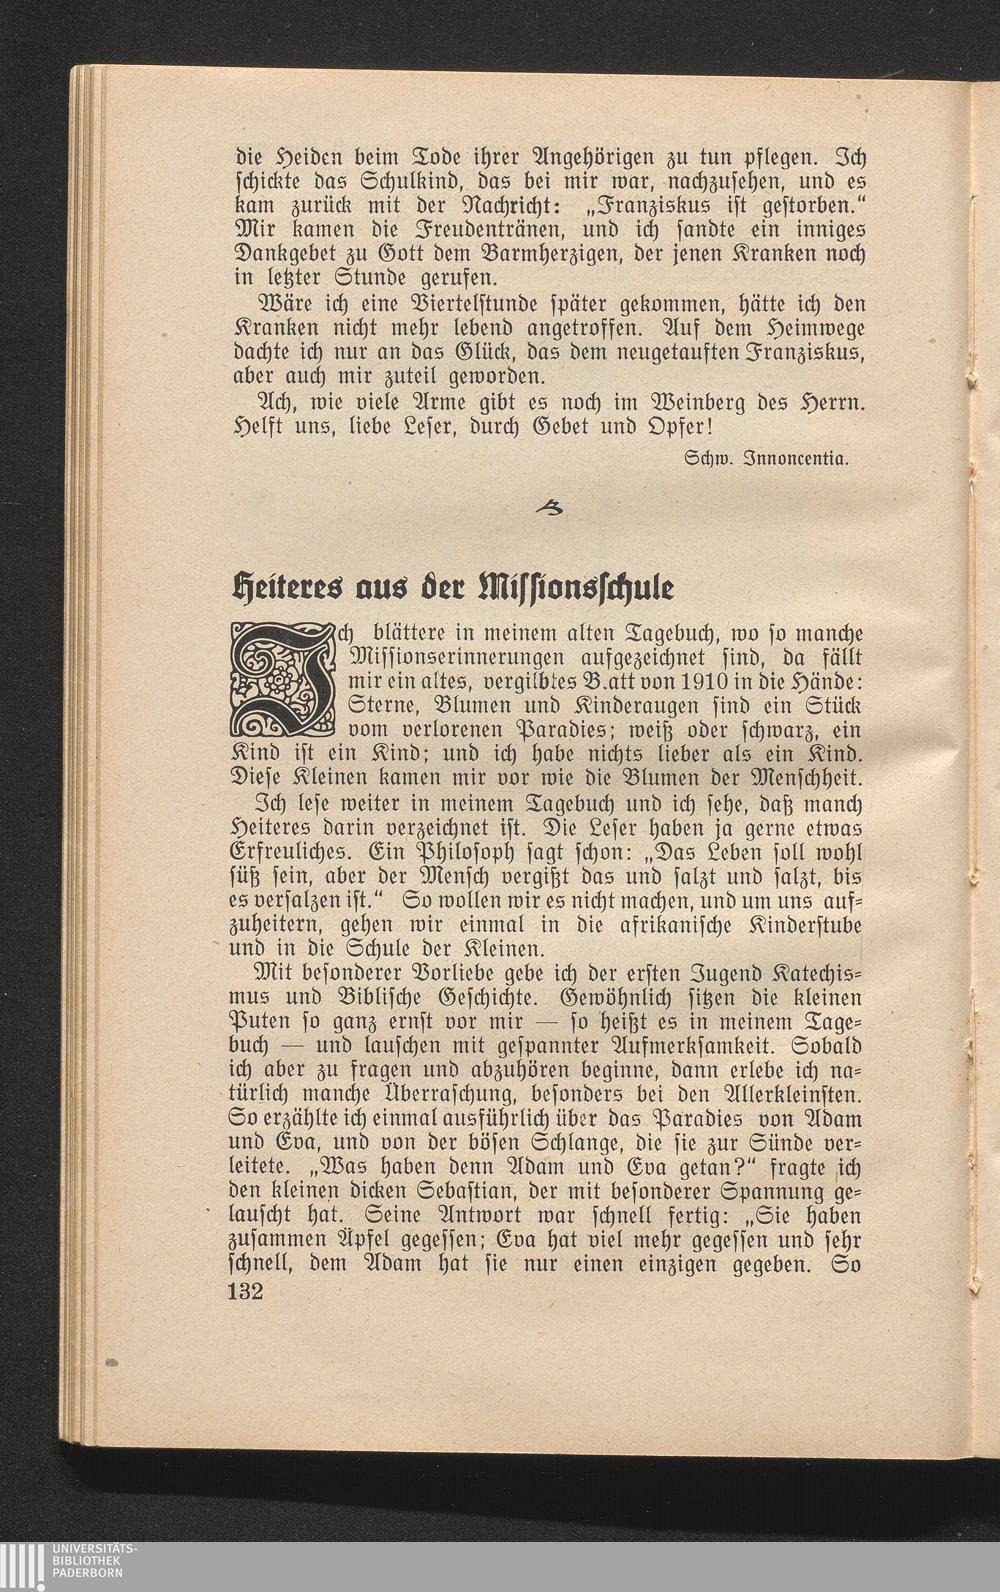 die Heiden beim Tode ihrer Angehörigen zu tun pflegen. Ich
schickte das Schulkind, das bei mir war, nachzusehen, und es
kam zurück mit der Nachricht: „Franziskus ist gestorben.“
Mir kamen die Freudentränen, und ich sandte ein inniges
Dankgebet zu Gott dem Barmherzigen, der jenen Kranken noch
in letzter Stunde gerufen.
Wäre ich eine Viertelstunde später gekommen, hätte ich den
Kranken nicht mehr lebend angetroffen. Auf dem Heimwege
dachte ich nur an das Glück, das dem neugetauften Franziskus,
aber auch mir zuteil geworden.
Ach, wie viele Arme gibt es noch im Weinberg des Herrn.
Helft uns, liebe Leser, durch Gebet und Opfer!
Schw. Innoncentia.
Heiteres aus der Missionsschule
Ich blättere in meinem alten Tagebuch, wo so manche
Missionserinnerungen aufgezeichnet sind, da fällt
mir ein altes, vergilbtes B.att von 1910 in die Hände:
Sterne, Blumen und Kinderaugen sind ein Stück
vom verlorenen Paradies; weiß oder schwarz, ein
Kind ist ein Kind; und ich habe nichts lieber als ein Kind.
Diese Kleinen kamen mir vor wie die Blumen der Menschheit.
Ich lese weiter in meinem Tagebuch und ich sehe, daß manch
Heiteres darin verzeichnet ist. Die Leser haben ja gerne etwas
Erfreuliches. Ein Philosoph sagt schon: „Das Leben soll wohl
süß sein, aber der Mensch vergißt das und salzt und salzt, bis
es versalzen ist.“ So wollen wir es nicht machen, und um uns auf-
zuheitern, gehen wir einmal in die afrikanische Kinderstube
und in die Schule der Kleinen.
Mit besonderer Vorliebe gebe ich der ersten Jugend Katechis-
mus und Biblische Geschichte. Gewöhnlich sitzen die kleinen
Puten so ganz ernst vor mir — so heißt es in meinem Tage-
buch — und lauschen mit gespannter Aufmerksamkeit. Sobald
ich aber zu fragen und abzuhören beginne, dann erlebe ich na-
türlich manche Überraschung, besonders bei den Allerkleinsten.
So erzählte ich einmal ausführlich über das Paradies von Adam
und Eva, und von der bösen Schlange, die sie zur Sünde ver-
leitete. „Was haben denn Adam und Eva getan?“ fragte ich
den kleinen dicken Sebastian, der mit besonderer Spannung ge-
lauscht hat. Seine Antwort war schnell fertig: „Sie haben
zusammen Äpfel gegessen; Eva hat viel mehr gegessen und sehr
schnell, dem Adam hat sie nur einen einzigen gegeben. So
132
UNIVERSITÄTS-
BIBLIOTHEK
PADERBORN